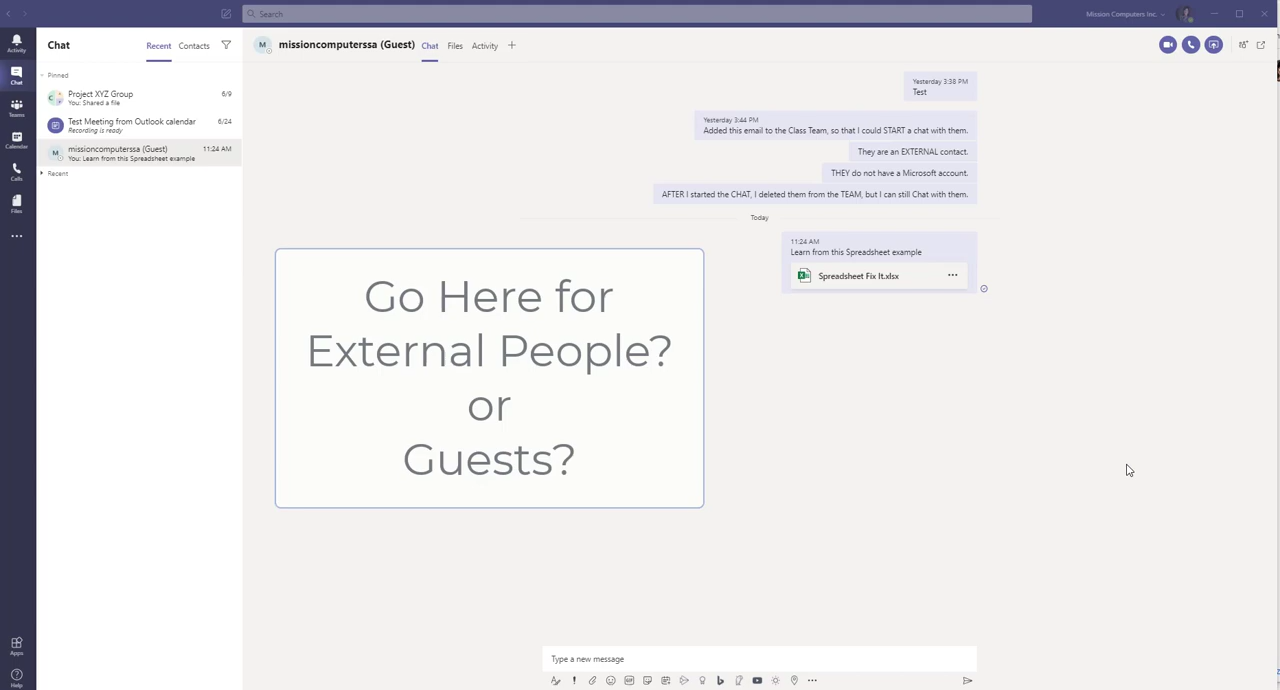 Search
Mission Computers Inc.
Activity
Chat
Teams
Calendar
Calls
Files
Apps
Help
Chat
Recent
Contacts
Pinned
Project XYZ Group
6/9
You: Shared a file
Test Meeting from Outlook calendar
6/24
Recording is ready
M
missioncomputerssa (Guest)
11:24 AM
You: Learn from this Spreadsheet example
Recent
M
missioncomputerssa (Guest)
Chat
Files
Activity
Yesterday 3:38 PM
Test
Yesterday 3:44 PM
Added this email to the Class Team, so that I could START a chat with them.
They are an EXTERNAL contact.
THEY do not have a Microsoft account.
AFTER I started the CHAT, I deleted them from the TEAM, but I can still Chat with them.
Today
11:24 AM
Learn from this Spreadsheet example
Spreadsheet Fix It.xlsx
Go Here for
External People?
or
Guests?
Type a new message